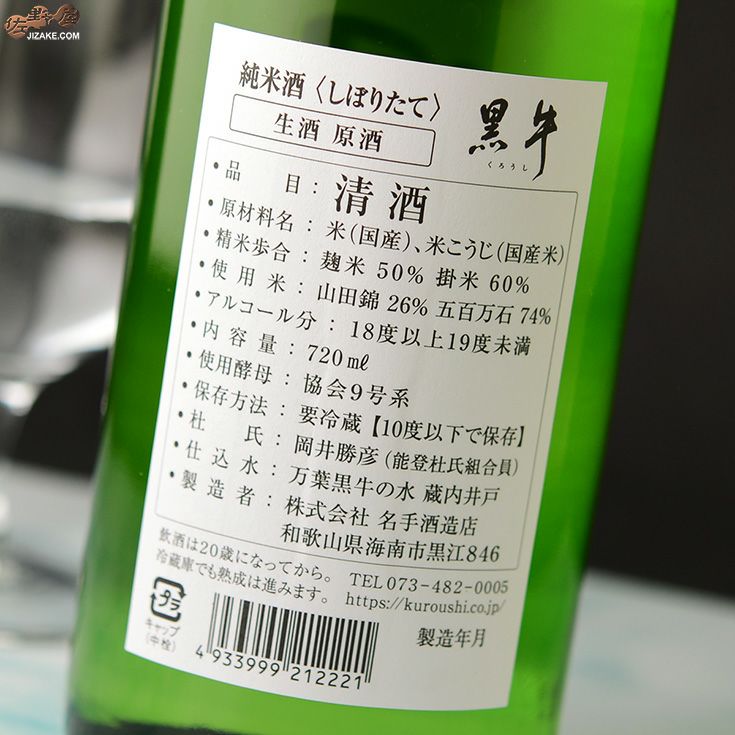 佐野屋
JIZAKE.COM
純米酒〈しぼりたて〉
生酒 原酒
黒牛
くろうし
・品 目：清酒
・原材料名：米(国産)、米こうじ(国産米)
・精米歩合：麹米 50% 掛米 60%
・使 用 米：山田錦 26% 五百万石 74%
・アルコール分：18度以上19度未満
・内 容 量：720㎖
・使用酵母：協会9号系
・保存方法：要冷蔵【10度以下で保存】
・杜 氏：岡井勝彦(能登杜氏組合員)
・仕 込 水：万葉黒牛の水 蔵内井戸
・製 造 者：株式会社 名手酒造店
和歌山県海南市黒江846
飲酒は20歳になってから。
冷蔵庫でも熟成は進みます。
TEL 073-482-0005
https://kuroushi.co.jp/
プラ
キャップ
(中栓)
4 933999 212221
製造年月